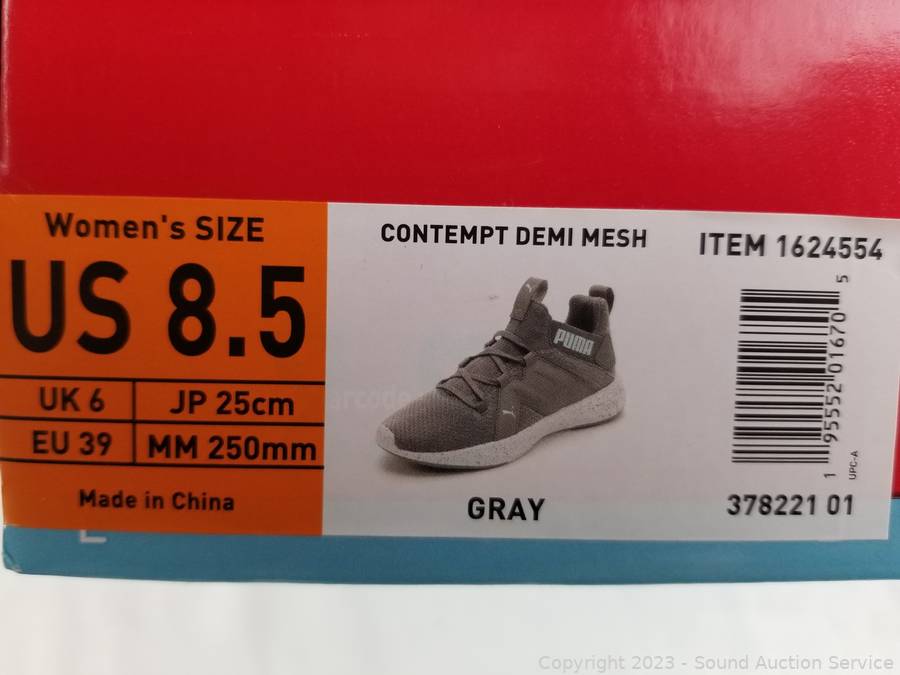 Women's SIZE
US 8.5
UK 6
JP 25cm
EU 39
MM 250mm
Made in China
CONTEMPT DEMI MESH
PUMA
GRAY
ITEM 1624554
1 95552 01670 5
UPC-A
378221 01
Copyright © 2023 - Sound Auction Service